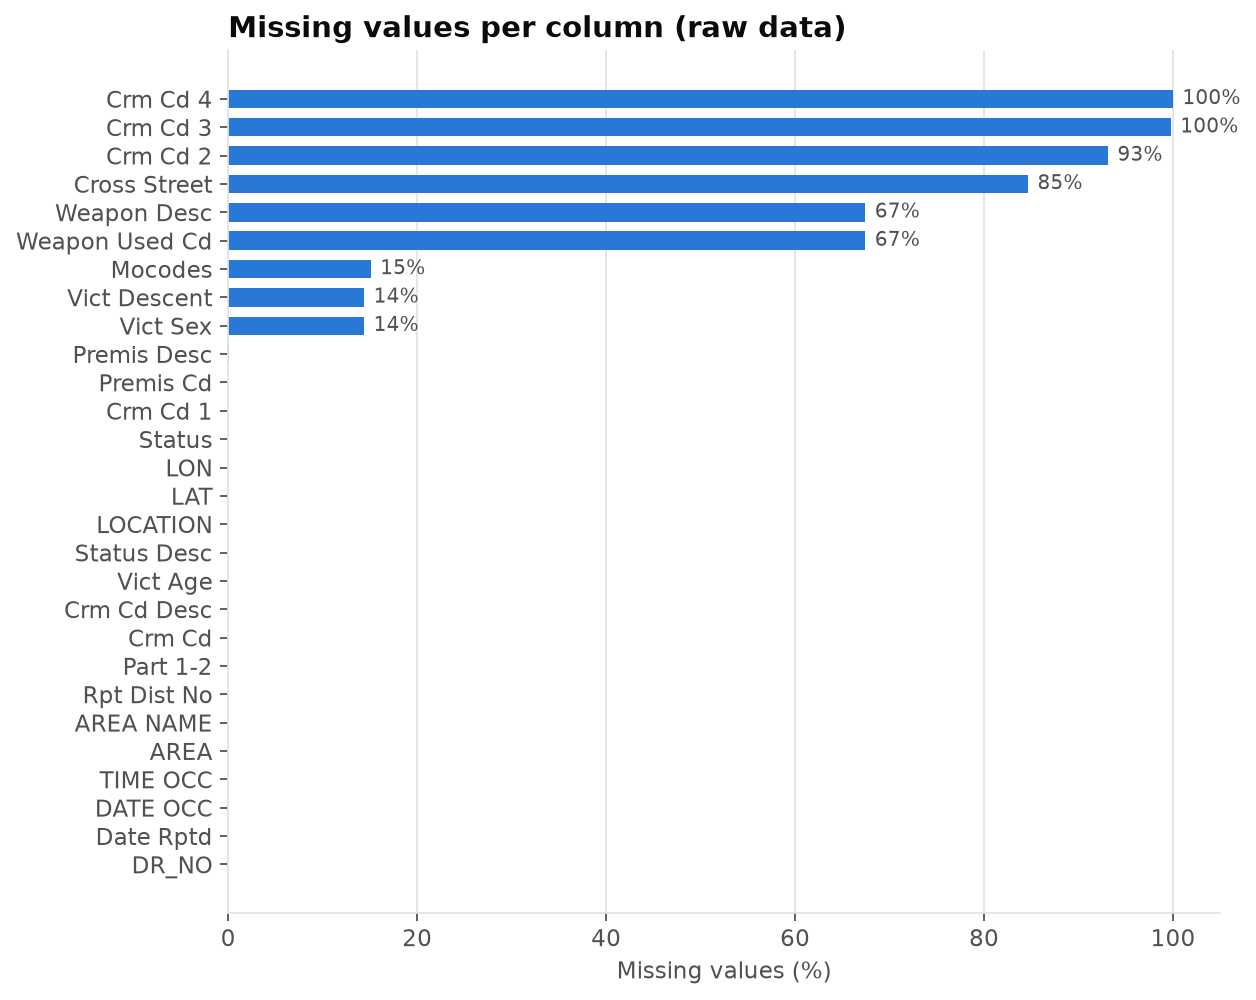 Missing values per column (raw data)
Crm Cd 4 100%
Crm Cd 3 100%
Crm Cd 2 93%
Cross Street 85%
Weapon Desc 67%
Weapon Used Cd 67%
Mocodes 15%
Vict Descent 14%
Vict Sex 14%
Premis Desc
Premis Cd
Crm Cd 1
Status
LON
LAT
LOCATION
Status Desc
Vict Age
Crm Cd Desc
Crm Cd
Part 1-2
Rpt Dist No
AREA NAME
AREA
TIME OCC
DATE OCC
Date Rptd
DR_NO
0 20 40 60 80 100
Missing values (%)